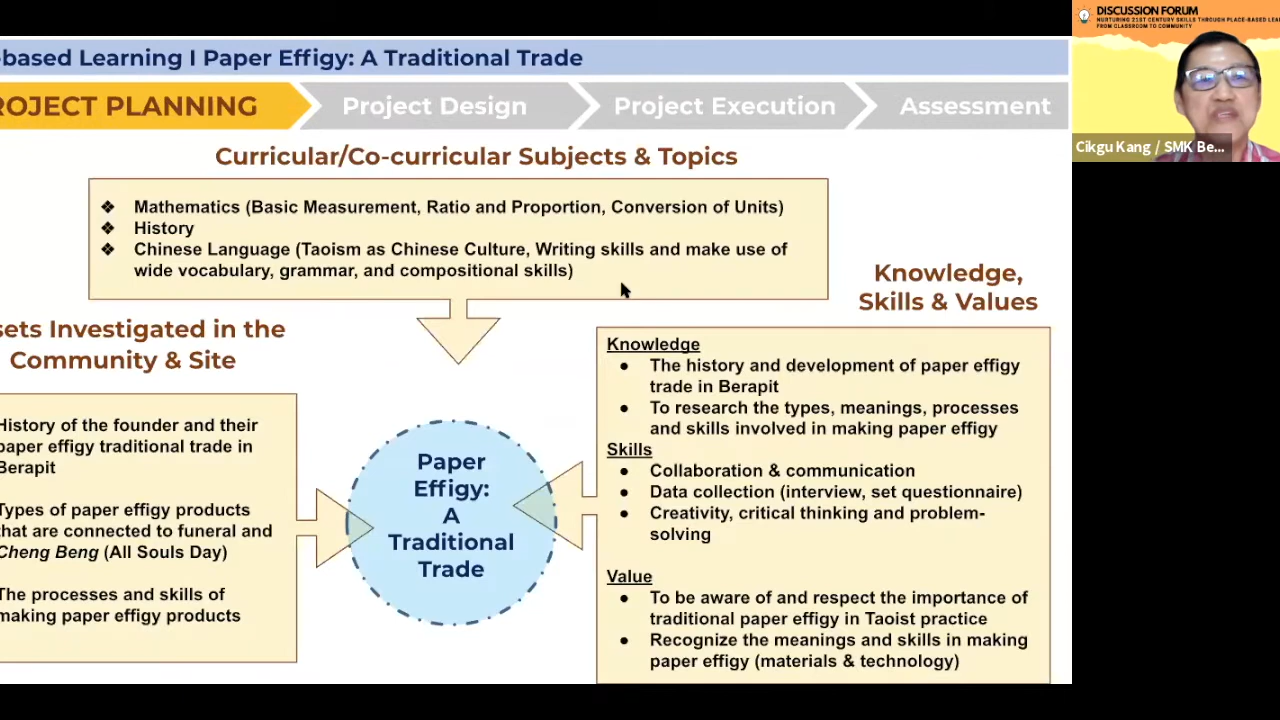 DISCUSSION FORUM
NURTURING 21ST CENTURY SKILLS THROUGH PLACE-BASED LEA
FROM CLASSROOM TO COMMUNITY
Cikgu Kang / SMK Be...
-based Learning I Paper Effigy: A Traditional Trade
ROJECT PLANNING
Project Design
Project Execution
Assessment
Curricular/Co-curricular Subjects & Topics
❖ Mathematics (Basic Measurement, Ratio and Proportion, Conversion of Units)
❖ History
❖ Chinese Language (Taoism as Chinese Culture, Writing skills and make use of
wide vocabulary, grammar, and compositional skills)
sets Investigated in the
Community & Site
History of the founder and their
paper effigy traditional trade in
Berapit
Types of paper effigy products
that are connected to funeral and
Cheng Beng (All Souls Day)
The processes and skills of
making paper effigy products
Paper
Effigy:
A
Traditional
Trade
Knowledge,
Skills & Values
Knowledge
● The history and development of paper effigy
trade in Berapit
● To research the types, meanings, processes
and skills involved in making paper effigy
Skills
● Collaboration & communication
● Data collection (interview, set questionnaire)
● Creativity, critical thinking and problem-
solving
Value
● To be aware of and respect the importance of
traditional paper effigy in Taoist practice
● Recognize the meanings and skills in making
paper effigy (materials & technology)